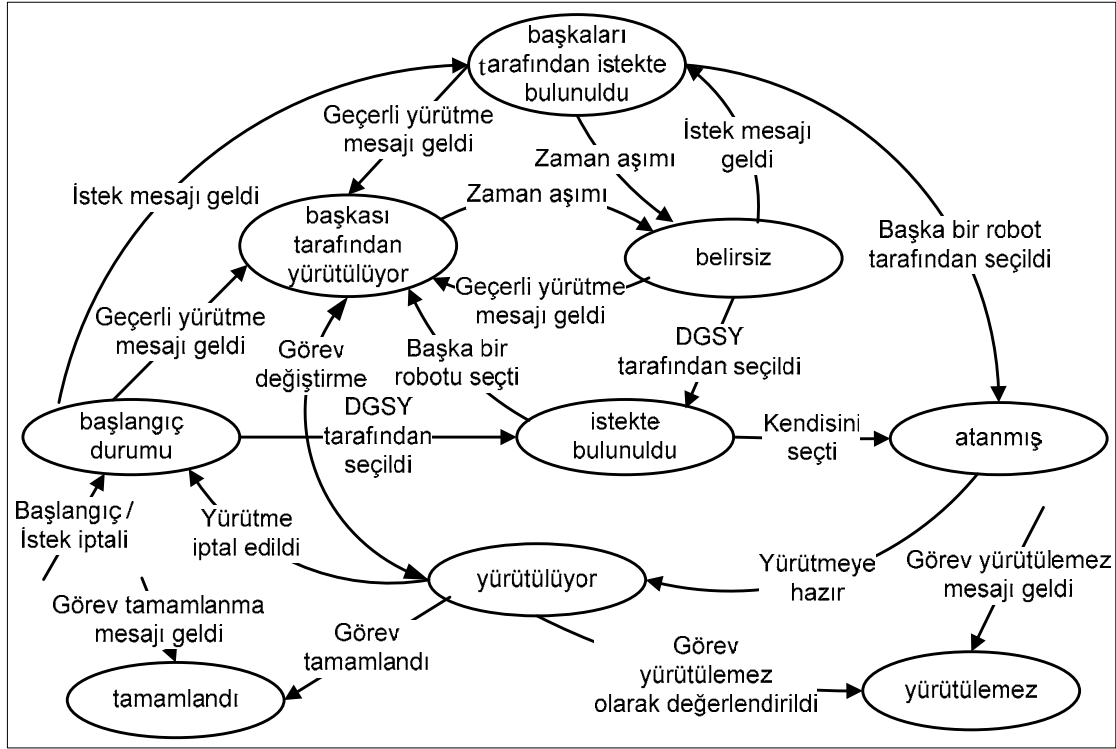 başkaları
tarafından istekte
bulunuldu
Geçerli yürütme
mesajı geldi
İstek mesajı
geldi
Zaman aşımı
İstek mesajı geldi
Zaman aşımı
başkası
tarafından
yürütülüyor
belirsiz
Başka bir robot
tarafından seçildi
Geçerli yürütme
mesajı geldi
Geçerli yürütme
mesajı geldi
Görev
değiştirme
Başka bir
robotu seçti
DGSY
tarafından seçildi
DGSY
tarafından
seçildi
başlangıç
durumu
istekte
bulunuldu
Kendisini
seçti
atanmış
Başlangıç /
İstek iptali
Yürütme
iptal edildi
yürütülüyor
Yürütmeye
hazır
Görev yürütülemez
mesajı geldi
Görev tamamlanma
mesajı geldi
Görev
tamamlandı
Görev
yürütülemez
olarak değerlendirildi
tamamlandı
yürütülemez